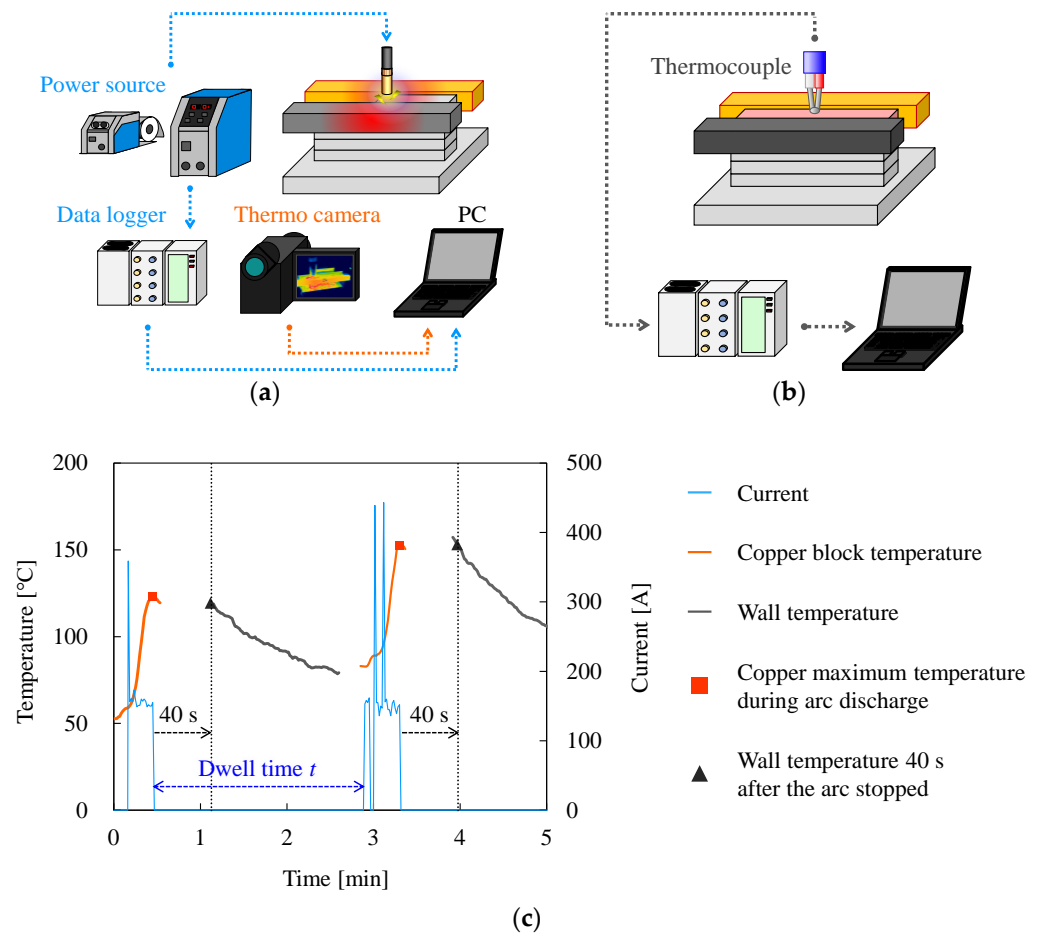 (a)
Power source
Data logger
Thermo camera
PC
(b)
Thermocouple
Temperature [°C]
200
150
100
50
0
Current [A]
500
400
300
200
100
0
40 s
40 s
Dwell time t
0
1
2
3
4
5
Time [min]
Current
Copper block temperature
Wall temperature
Copper maximum temperature
during arc discharge
Wall temperature 40 s
after the arc stopped
(c)